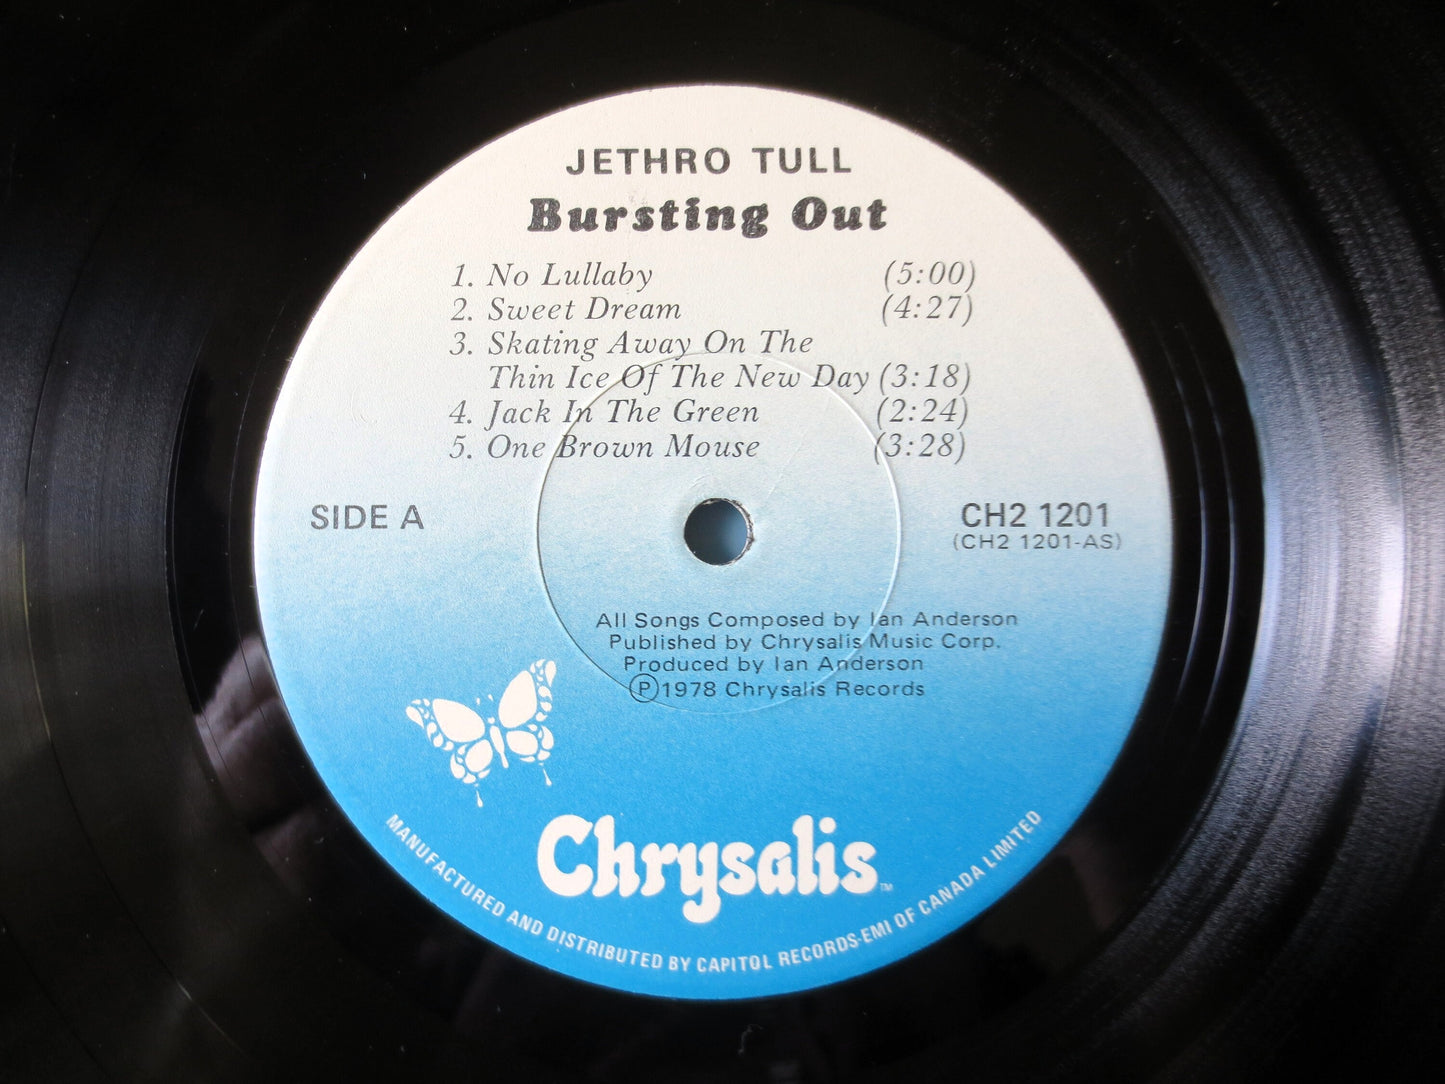 JETHRO TULL
Bursting Out
1. No Lullaby (5:00)
2. Sweet Dream (4:27)
3. Skating Away On The
Thin Ice Of The New Day (3:18)
4. Jack In The Green (2:24)
5. One Brown Mouse (3:28)
SIDE A
CH2 1201
(CH2 1201-AS)
All Songs Composed by Ian Anderson
Published by Chrysalis Music Corp.
Produced by Ian Anderson
Ⓟ1978 Chrysalis Records
Chrysalis™
MANUFACTURED AND DISTRIBUTED BY CAPITOL RECORDS-EMI OF CANADA LIMITED